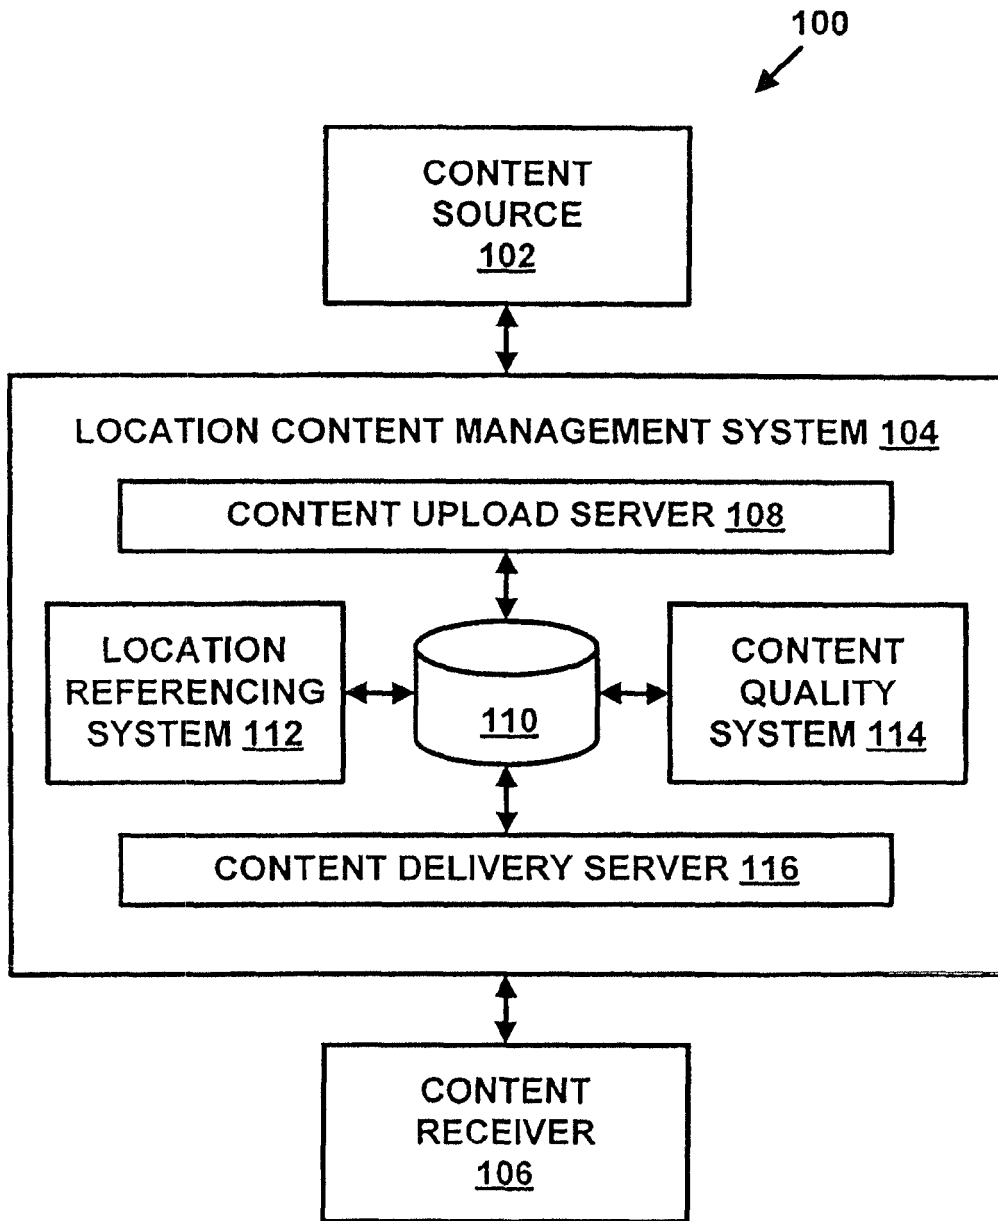 100
CONTENT
SOURCE
102
LOCATION CONTENT MANAGEMENT SYSTEM 104
CONTENT UPLOAD SERVER 108
LOCATION
REFERENCING
SYSTEM 112
110
CONTENT
QUALITY
SYSTEM 114
CONTENT DELIVERY SERVER 116
CONTENT
RECEIVER
106